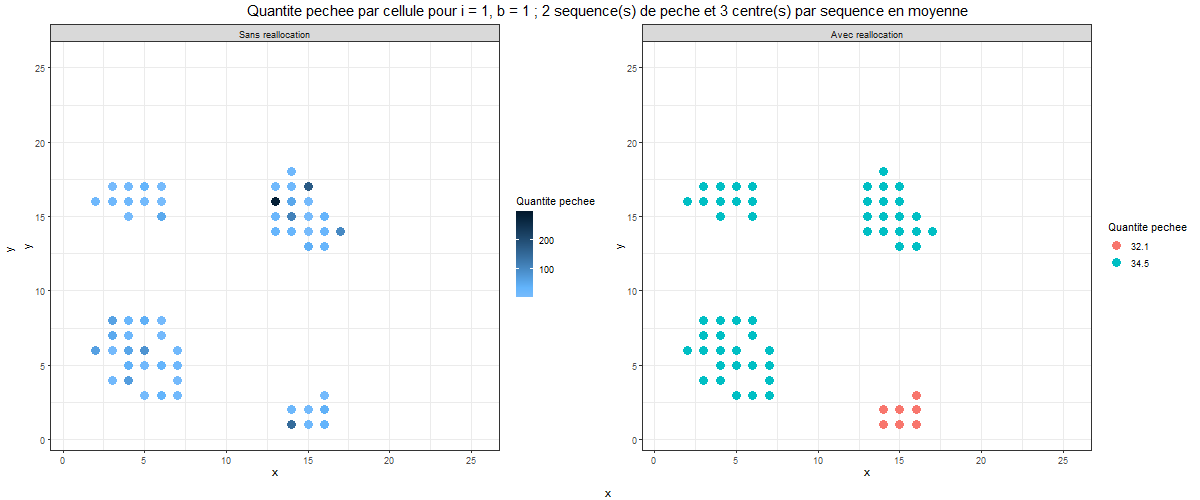 Quantite pechee par cellule pour i = 1, b = 1 ; 2 sequence(s) de peche et 3 centre(s) par sequence en moyenne
Sans reallocation
25
20
15
10
5
0
y
y
0 5 10 15 20 25
x
Quantite pechee
200
100
Avec reallocation
25
20
15
10
5
0
y
0 5 10 15 20 25
x
Quantite pechee
32.1
34.5
x